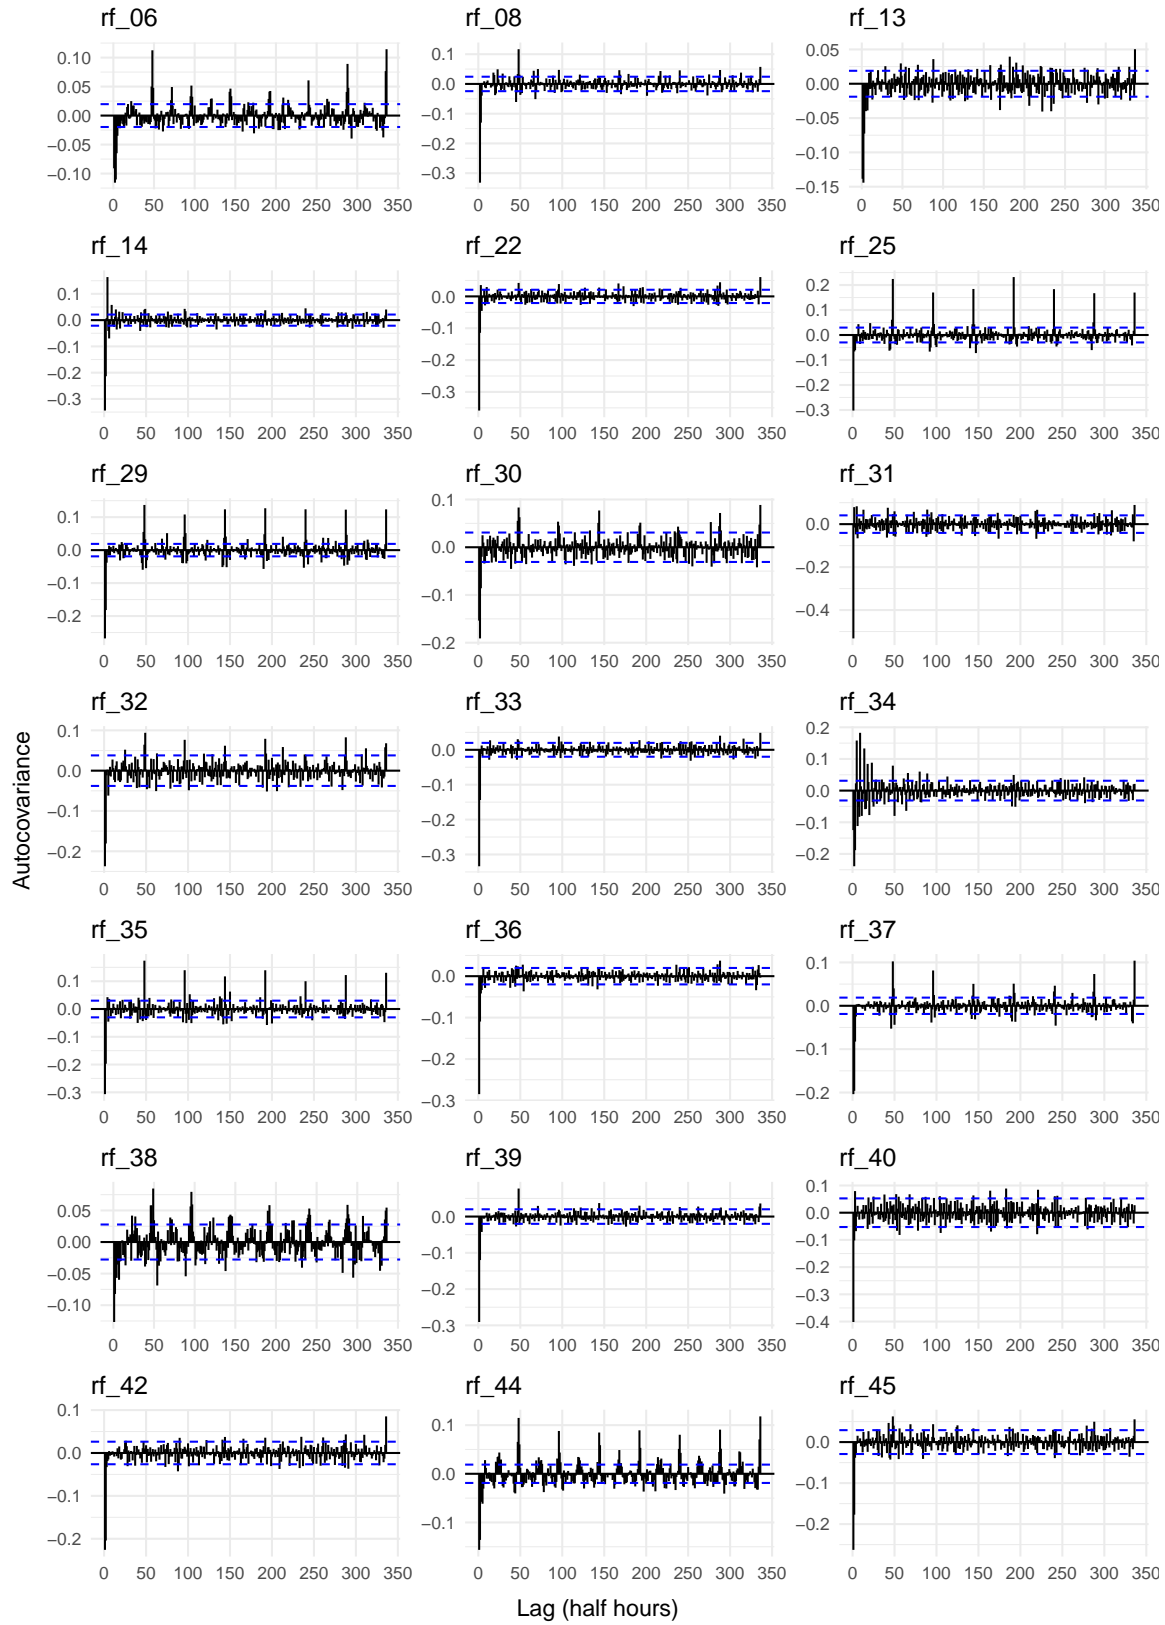 rf_06 rf_08 rf_13
0.10 0.05 0.00 −0.05 −0.10
0.1 0.0 −0.1 −0.2 −0.3
0.05 0.00 −0.05 −0.10 −0.15
0 50 100 150 200 250 300 350 0 50 100 150 200 250 300 350 0 50 100 150 200 250 300 350
rf_14 rf_22 rf_25
0.1 0.0 −0.1 −0.2 −0.3
0.0 −0.1 −0.2 −0.3
0.2 0.1 0.0 −0.1 −0.2 −0.3
0 50 100 150 200 250 300 350 0 50 100 150 200 250 300 350 0 50 100 150 200 250 300 350
rf_29 rf_30 rf_31
0.1 0.0 −0.1 −0.2
0.1 0.0 −0.1 −0.2
0.0 −0.2 −0.4
0 50 100 150 200 250 300 350 0 50 100 150 200 250 300 350 0 50 100 150 200 250 300 350
rf_32 rf_33 rf_34
0.1 0.0 −0.1 −0.2
0.0 −0.1 −0.2 −0.3
0.2 0.1 0.0 −0.1 −0.2
0 50 100 150 200 250 300 350 0 50 100 150 200 250 300 350 0 50 100 150 200 250 300 350
Autocovariance
rf_35 rf_36 rf_37
0.1 0.0 −0.1 −0.2 −0.3
0.0 −0.1 −0.2 −0.3
0.1 0.0 −0.1 −0.2
0 50 100 150 200 250 300 350 0 50 100 150 200 250 300 350 0 50 100 150 200 250 300 350
rf_38 rf_39 rf_40
0.05 0.00 −0.05 −0.10
0.0 −0.1 −0.2 −0.3
0.1 0.0 −0.1 −0.2 −0.3 −0.4
0 50 100 150 200 250 300 350 0 50 100 150 200 250 300 350 0 50 100 150 200 250 300 350
rf_42 rf_44 rf_45
0.1 0.0 −0.1 −0.2
0.1 0.0 −0.1
0.0 −0.1 −0.2
0 50 100 150 200 250 300 350 0 50 100 150 200 250 300 350 0 50 100 150 200 250 300 350
Lag (half hours)